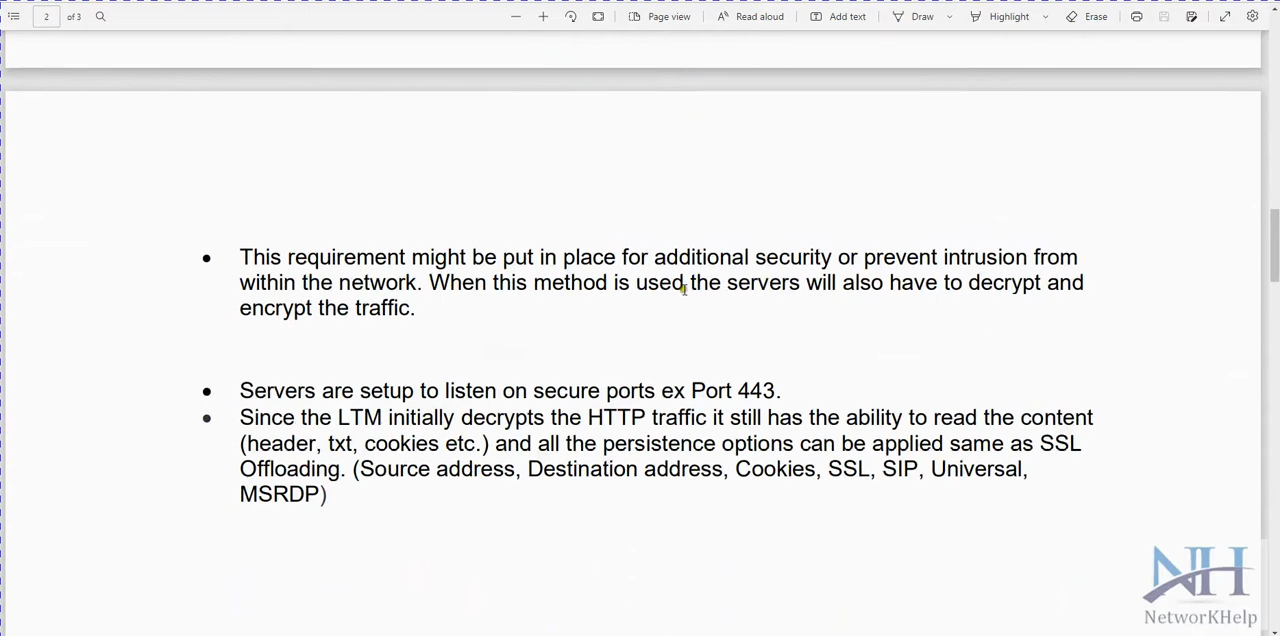 2 of 3 Page view Read aloud Add text Draw Highlight Erase
This requirement might be put in place for additional security or prevent intrusion from
within the network. When this method is used the servers will also have to decrypt and
encrypt the traffic.
Servers are setup to listen on secure ports ex Port 443.
Since the LTM initially decrypts the HTTP traffic it still has the ability to read the content
(header, txt, cookies etc.) and all the persistence options can be applied same as SSL
Offloading. (Source address, Destination address, Cookies, SSL, SIP, Universal,
MSRDP)
NH
NetworKHelp